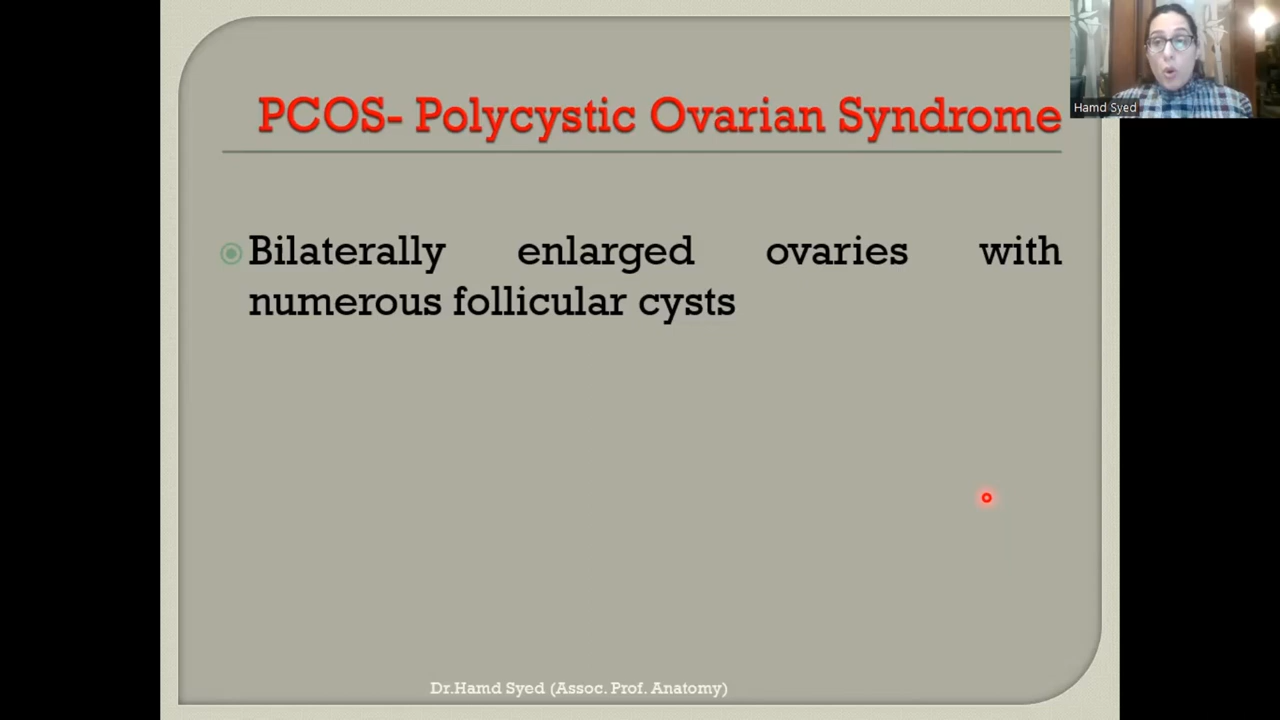 PCOS- Polycystic Ovarian Syndrome
Hamd Syed
Bilaterally enlarged ovaries with
numerous follicular cysts
Dr.Hamd Syed (Assoc. Prof. Anatomy)